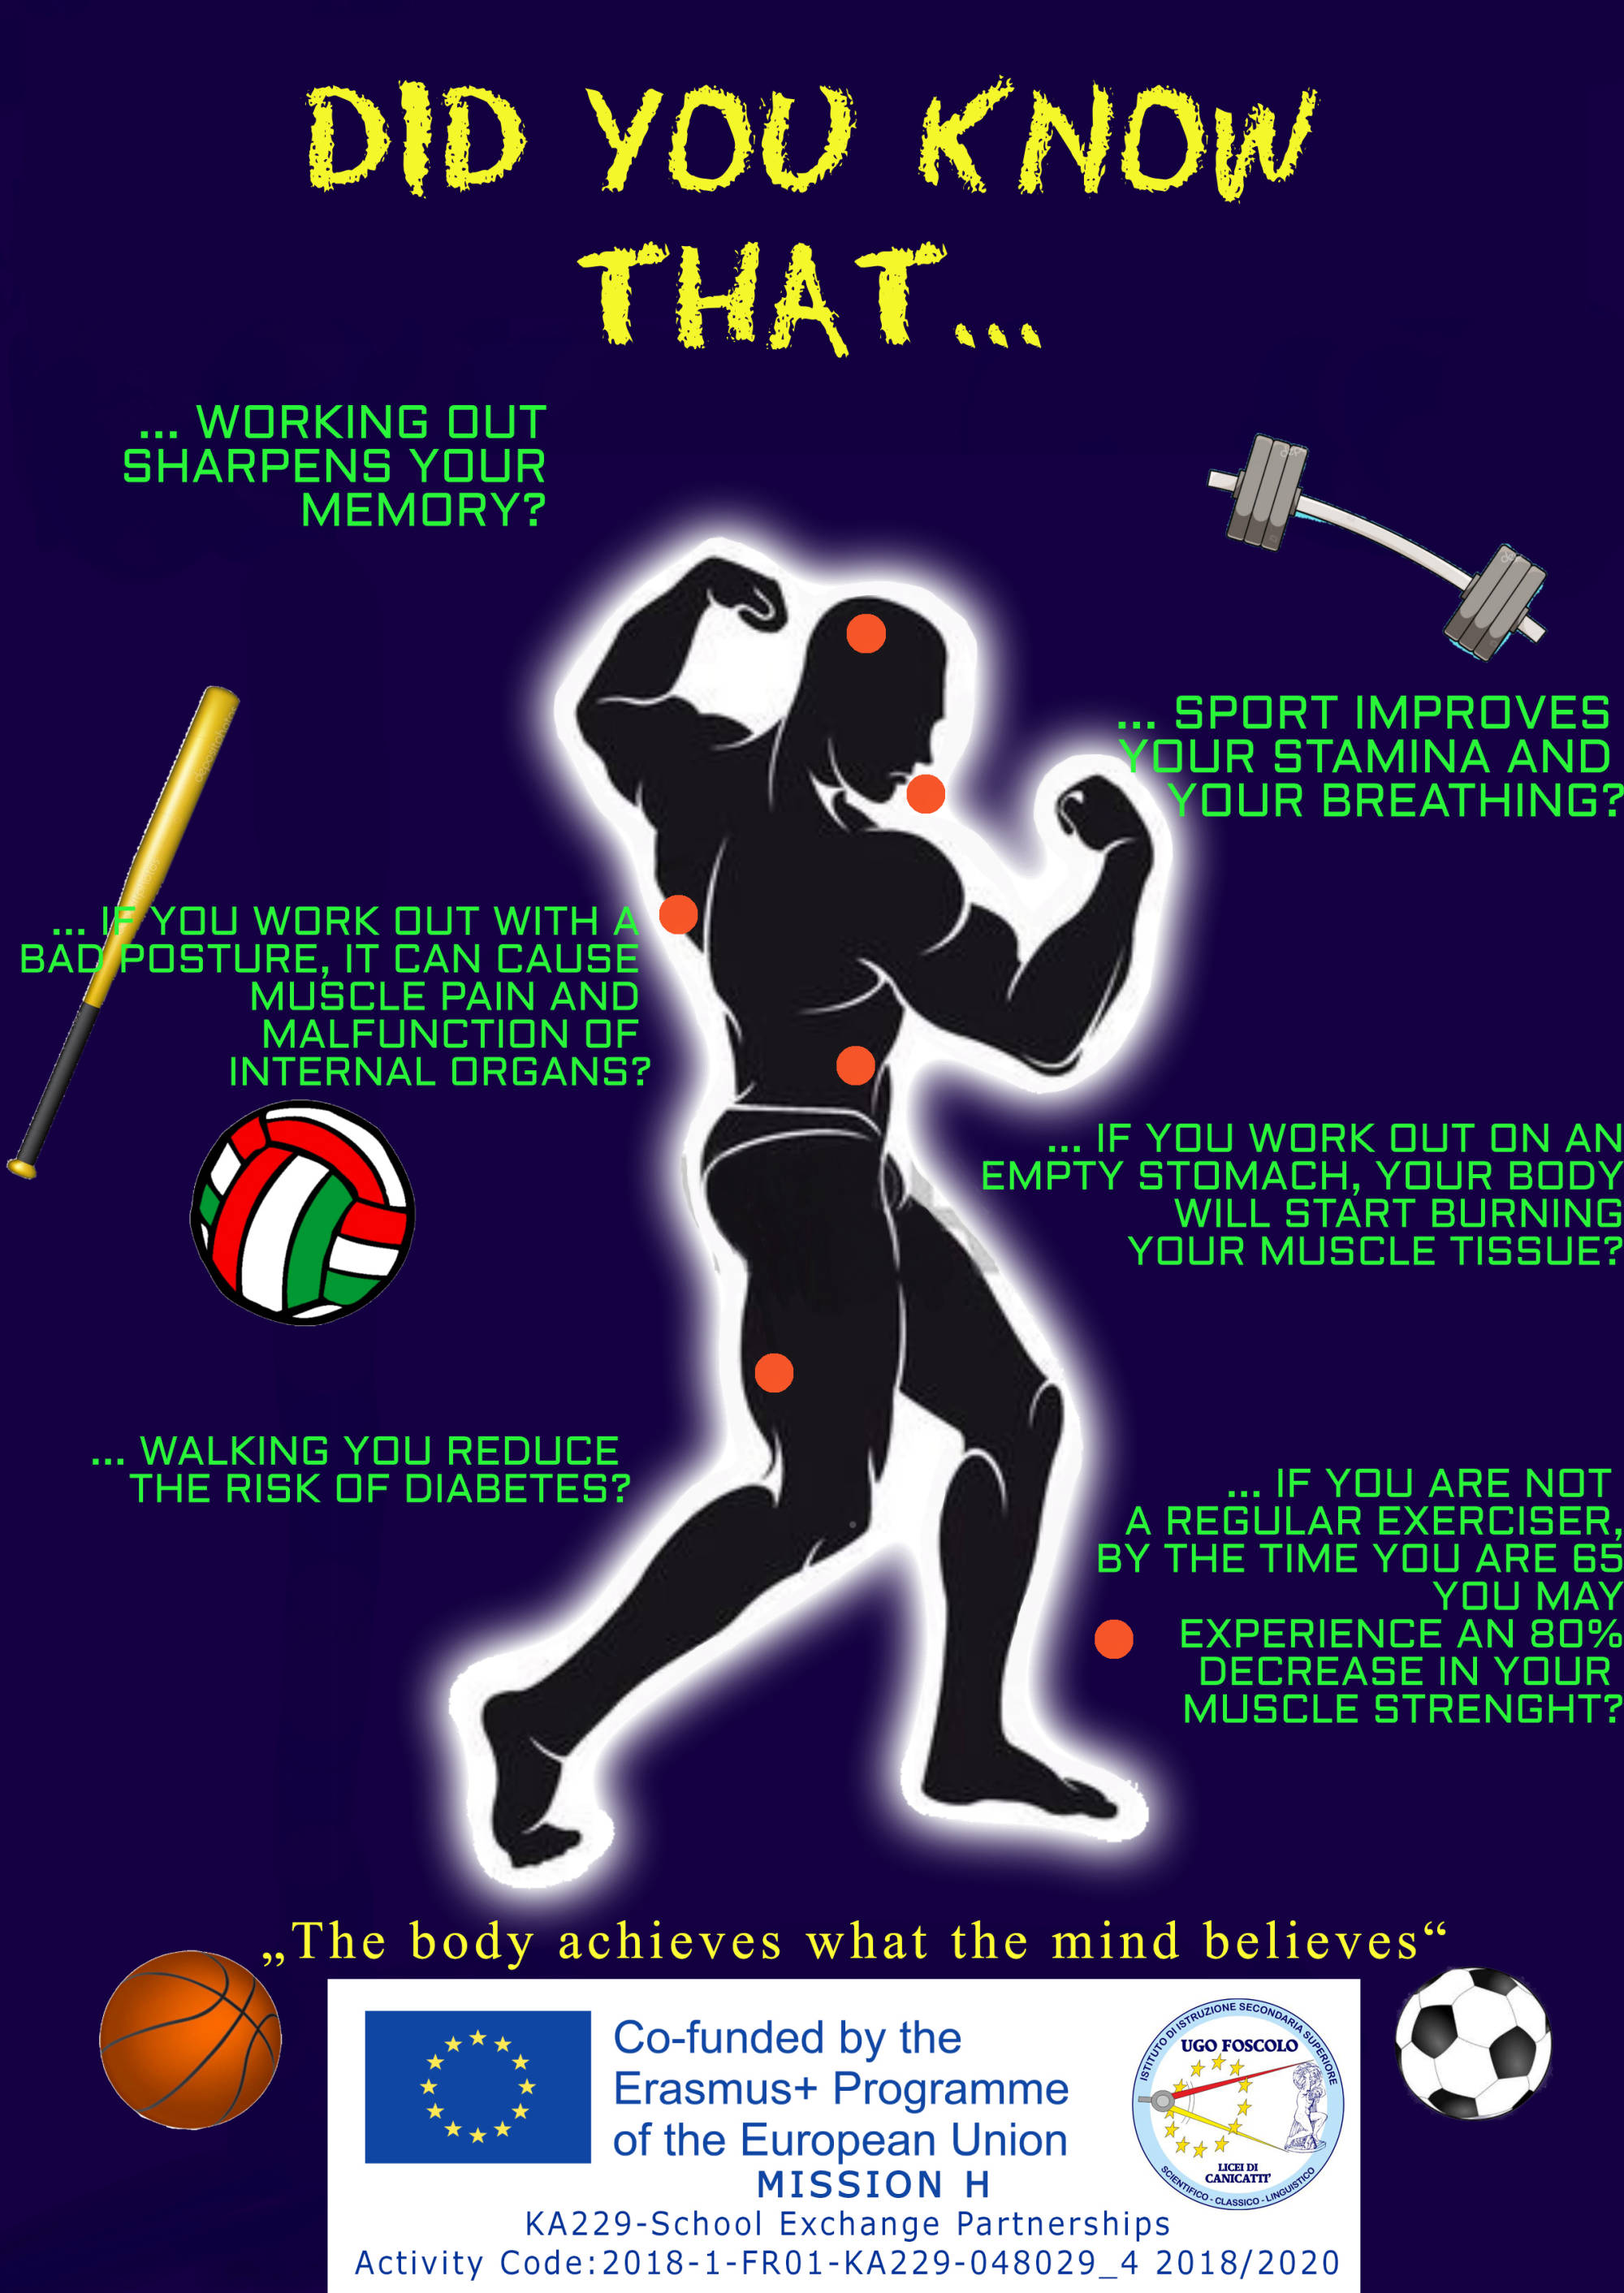 DID YOU KNOW
THAT...
... WORKING OUT
SHARPENS YOUR
MEMORY?
... SPORT IMPROVES
YOUR STAMINA AND
YOUR BREATHING?
... IF YOU WORK OUT WITH A
BAD POSTURE, IT CAN CAUSE
MUSCLE PAIN AND
MALFUNCTION OF
INTERNAL ORGANS?
... IF YOU WORK OUT ON AN
EMPTY STOMACH, YOUR BODY
WILL START BURNING
YOUR MUSCLE TISSUE?
... WALKING YOU REDUCE
THE RISK OF DIABETES?
... IF YOU ARE NOT
A REGULAR EXERCISER,
BY THE TIME YOU ARE 65
YOU MAY
EXPERIENCE AN 80%
DECREASE IN YOUR
MUSCLE STRENGHT?
„The body achieves what the mind believes“
Co-funded by the
Erasmus+ Programme
of the European Union
MISSION H
KA229-School Exchange Partnerships
Activity Code:2018-1-FR01-KA229-048029_4 2018/2020
ISTITUTO DI ISTRUZIONE SECONDARIA SUPERIORE
UGO FOSCOLO
LICEI DI
CANICATTI'
SCIENTIFICO - CLASSICO - LINGUISTICO